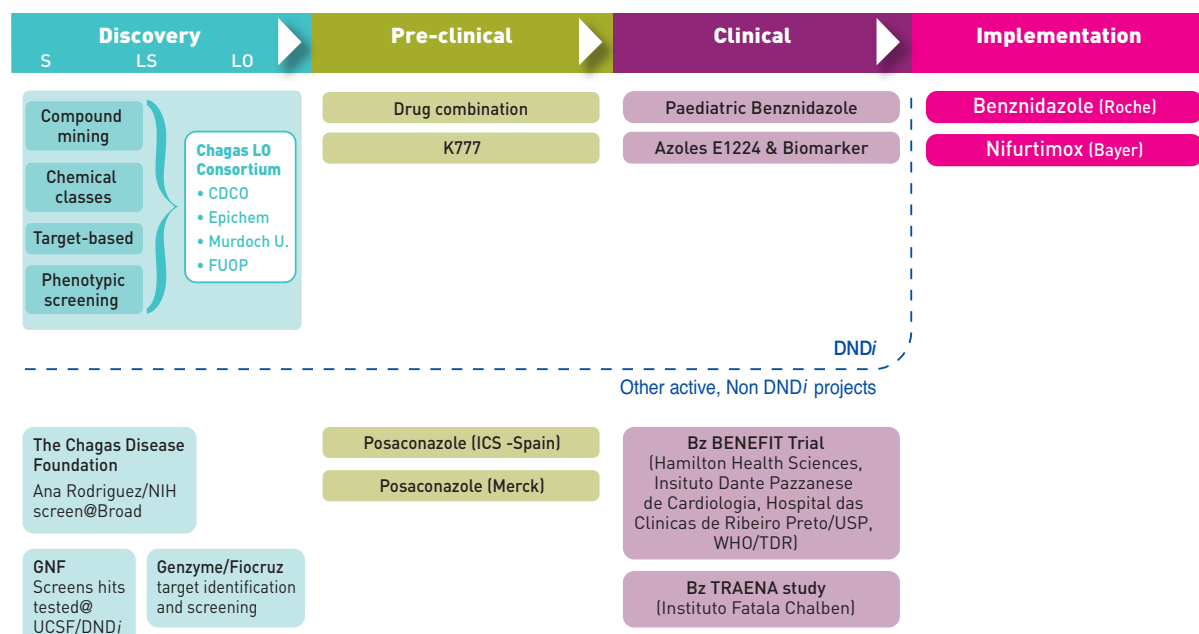 Discovery
S LS LO
Pre-clinical
Clinical
Implementation
Compound
mining
Chemical
classes
Target-based
Phenotypic
screening
Chagas LO
Consortium
• CDCO
• Epichem
• Murdoch U.
• FUOP
Drug combination
K777
Paediatric Benznidazole
Azoles E1224 & Biomarker
Benznidazole (Roche)
Nifurtimox (Bayer)
DNDi
Other active, Non DNDi projects
The Chagas Disease
Foundation
Ana Rodriguez/NIH
screen@Broad
GNF
Screens hits
tested@
UCSF/DNDi
Genzyme/Fiocruz
target identification
and screening
Posaconazole (ICS -Spain)
Posaconazole (Merck)
Bz BENEFIT Trial
(Hamilton Health Sciences,
Insituto Dante Pazzanese
de Cardiologia, Hospital das
Clinicas de Ribeiro Preto/USP,
WHO/TDR)
Bz TRAENA study
(Instituto Fatala Chalben)